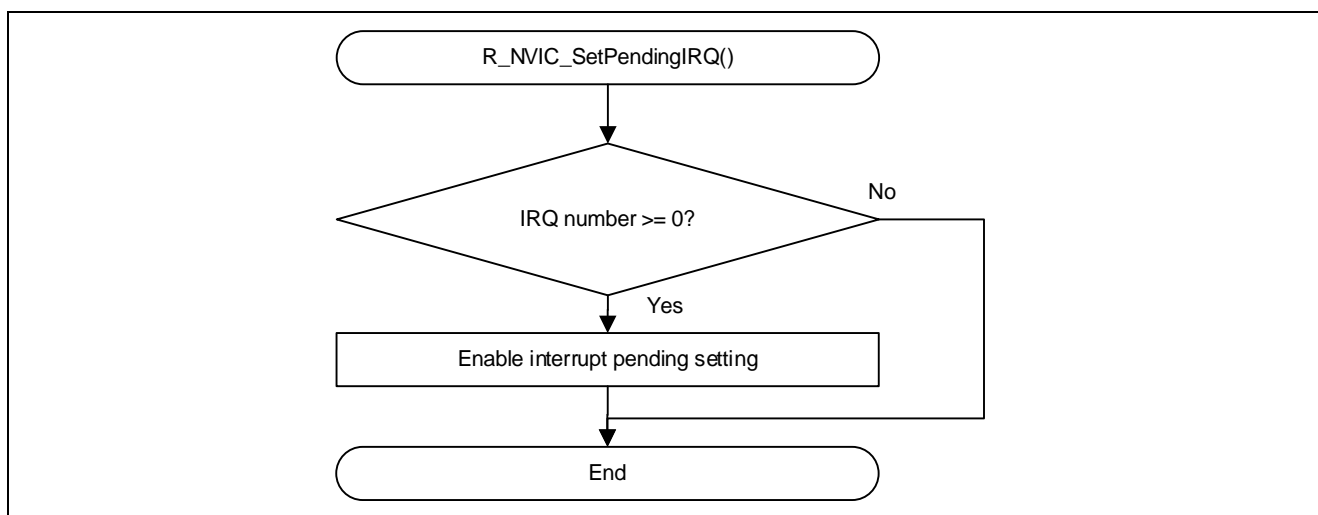 R_NVIC_SetPendingIRQ()
No
IRQ number >= 0?
Yes
Enable interrupt pending setting
End